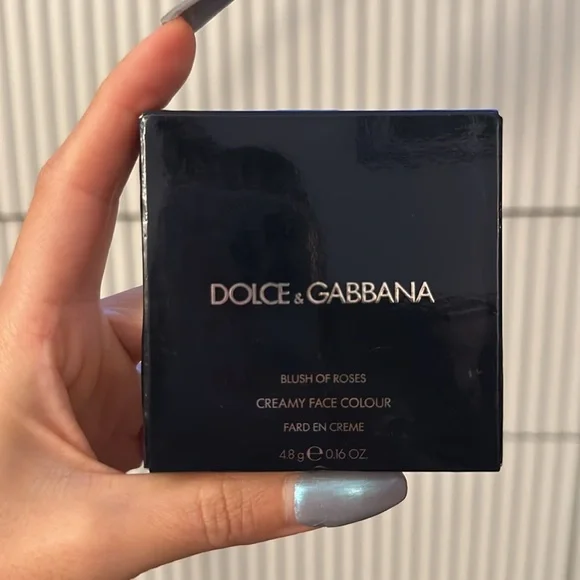 DOLCE & GABBANA
BLUSH OF ROSES
CREAMY FACE COLOUR
FARD EN CREME
4.8 g ℮ 0.16 OZ.